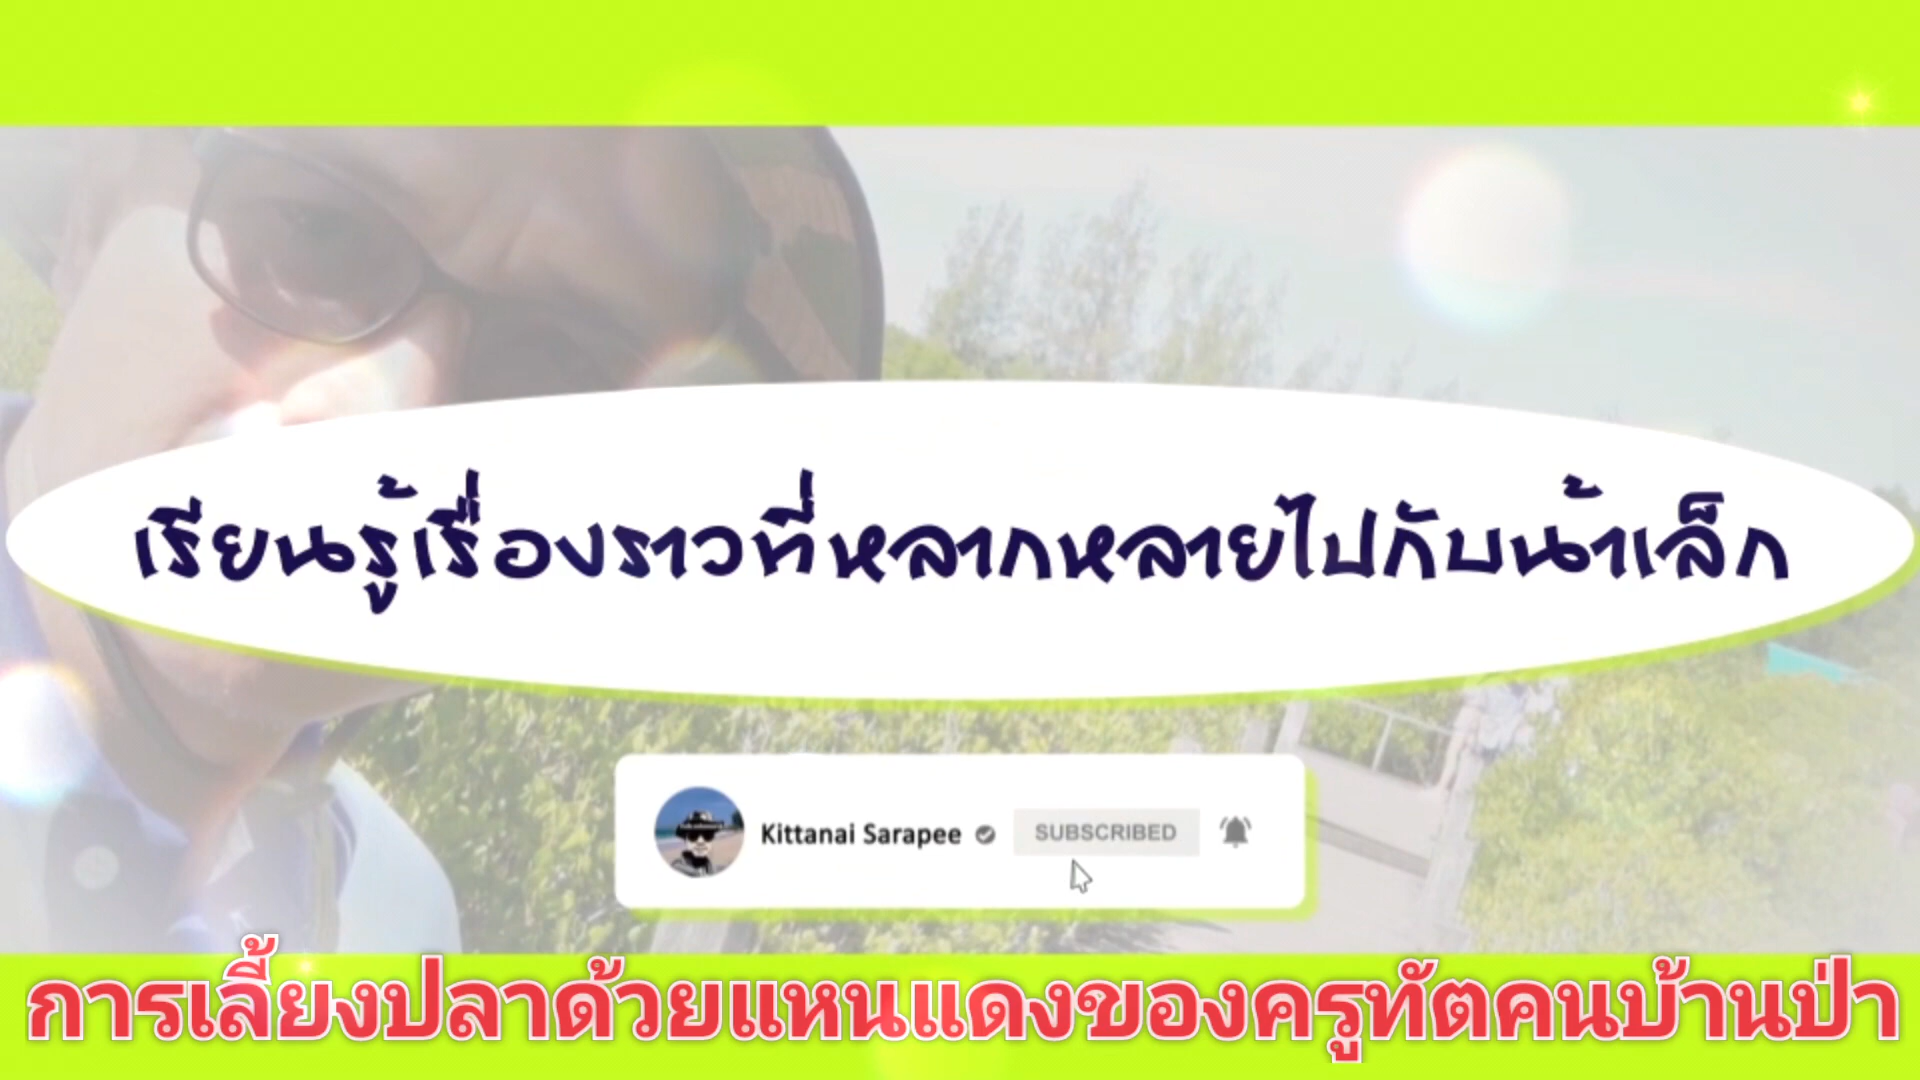 เรียนรู้เรื่องราวที่หลากหลายไปกับน้าเล็ก
Kittanai Sarapee SUBSCRIBED
การเลี้ยงปลาด้วยแหนแดงของครูทัตคนบ้านป่า